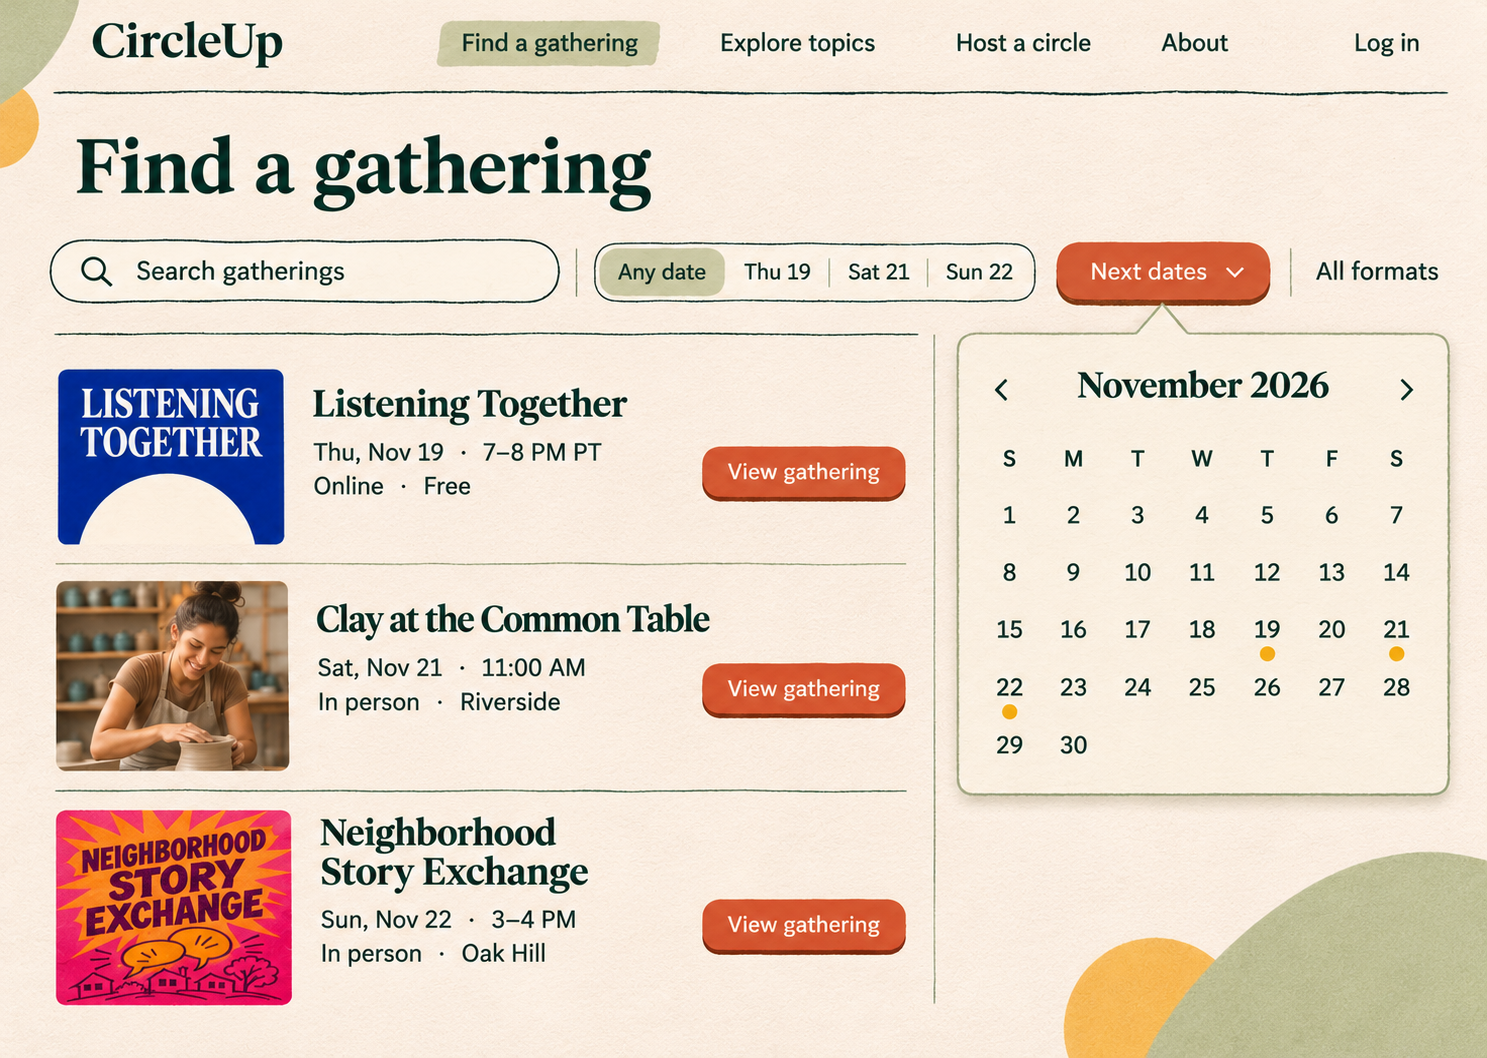 CircleUp
Find a gathering
Explore topics
Host a circle
About
Log in
Find a gathering
Search gatherings
Any date
Thu 19
Sat 21
Sun 22
Next dates
All formats
LISTENING
TOGETHER
Listening Together
Thu, Nov 19 · 7–8 PM PT
Online · Free
View gathering
Clay at the Common Table
Sat, Nov 21 · 11:00 AM
In person · Riverside
View gathering
NEIGHBORHOOD
STORY
EXCHANGE
Neighborhood
Story Exchange
Sun, Nov 22 · 3–4 PM
In person · Oak Hill
View gathering
November 2026
S M T W T F S
1 2 3 4 5 6 7
8 9 10 11 12 13 14
15 16 17 18 19 20 21
22 23 24 25 26 27 28
29 30